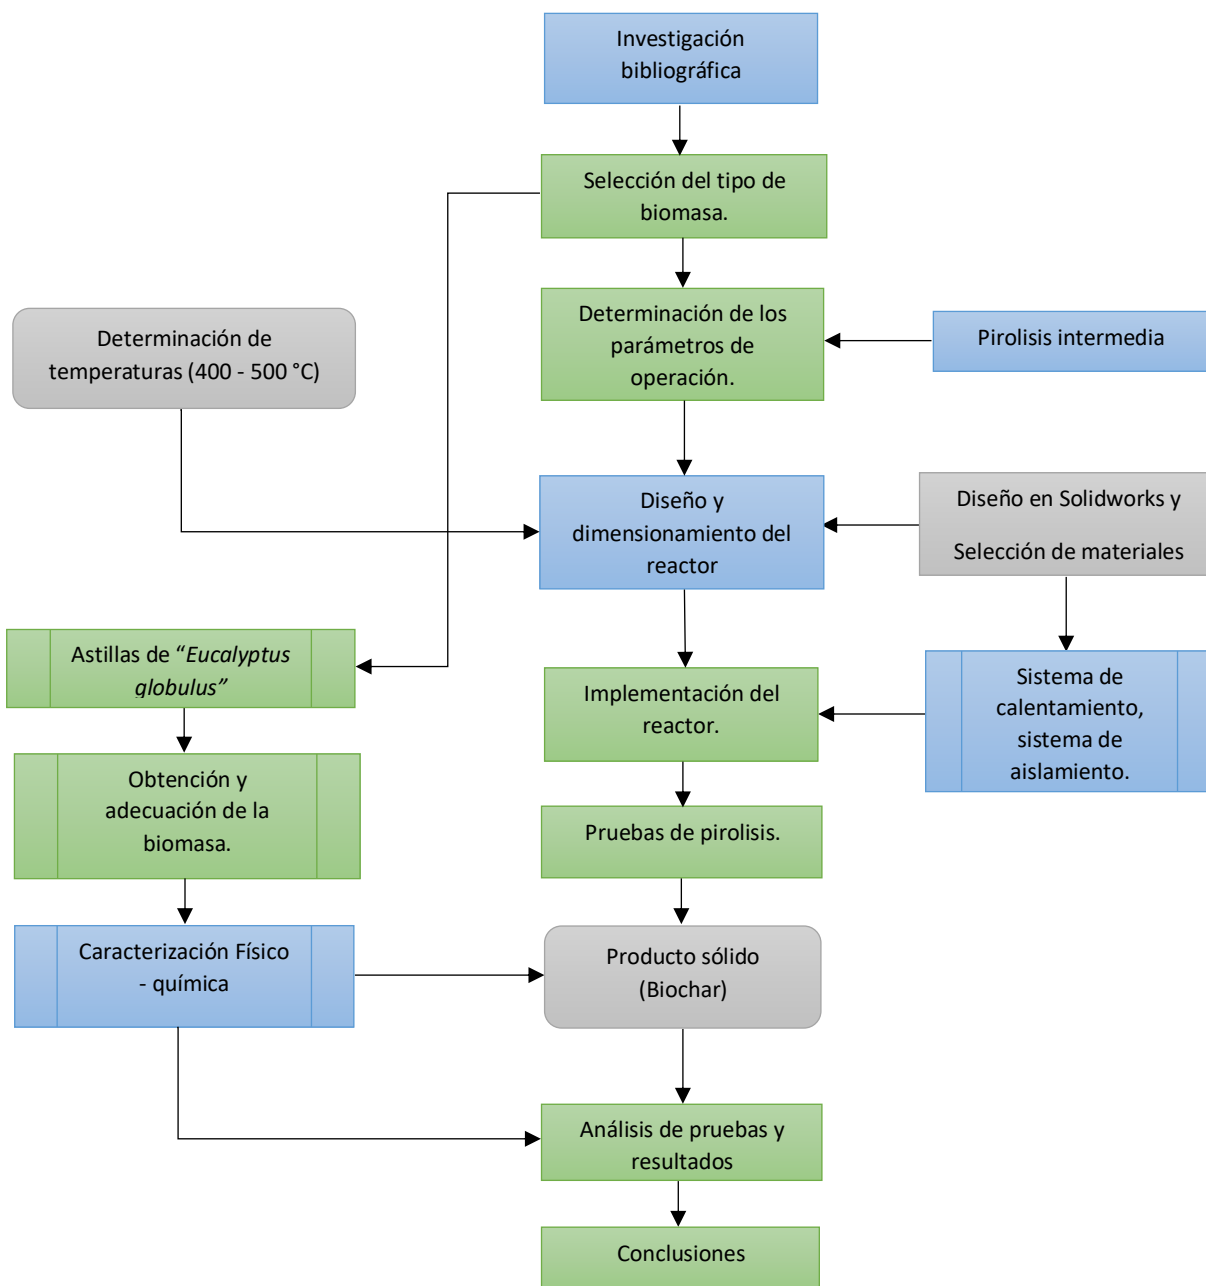 Investigación
bibliográfica
Selección del tipo de
biomasa.
Determinación de los
parámetros de
operación.
Pirolisis intermedia
Determinación de
temperaturas (400 - 500 °C)
Diseño y
dimensionamiento del
reactor
Diseño en Solidworks y
Selección de materiales
Astillas de “Eucalyptus
globulus”
Implementación del
reactor.
Sistema de
calentamiento,
sistema de
aislamiento.
Obtención y
adecuación de la
biomasa.
Pruebas de pirolisis.
Caracterización Físico
- química
Producto sólido
(Biochar)
Análisis de pruebas y
resultados
Conclusiones